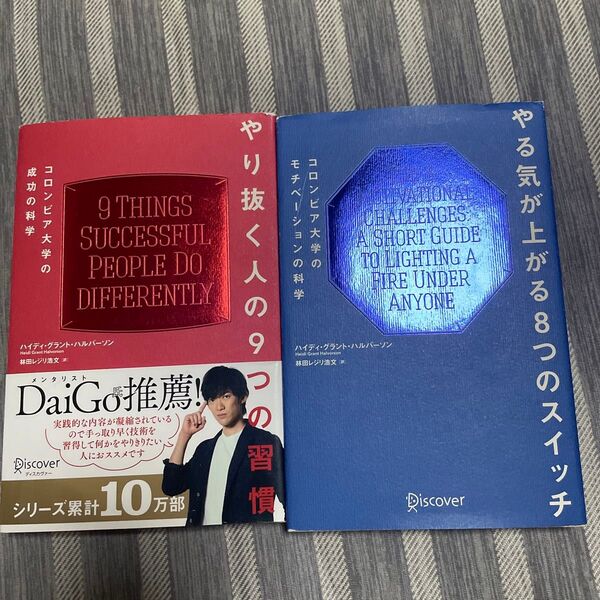 やり抜く人の9つの習慣
コロンビア大学の
成功の科学
9 THINGS
SUCCESSFUL
PEOPLE DO
DIFFERENTLY
ハイディ・グラント・ハルバーソン
Heidi Grant Halvorson
林田レジリ浩文 訳
メンタリスト
DaiGo氏推薦!
実践的な内容が凝縮されている
ので手っ取り早く技術を
習得して何かをやりきりたい
人におススメです
Discover
ディスカヴァー
シリーズ累計10万部
やる気が上がる8つのスイッチ
コロンビア大学の
モチベーションの科学
MOTIVATIONAL
CHALLENGES
A SHORT GUIDE
TO LIGHTING A
FIRE UNDER
ANYONE
ハイディ・グラント・ハルバーソン
Heidi Grant Halvorson
林田レジリ浩文 訳
Discover